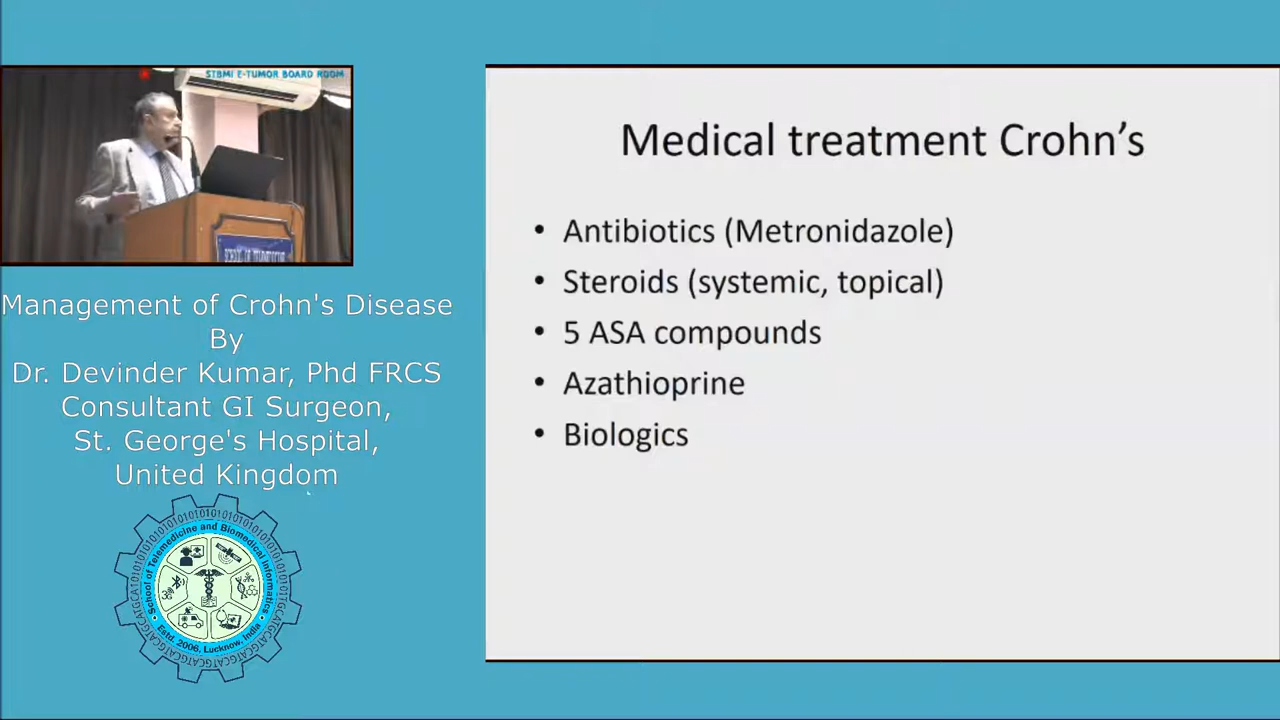 STBMI E-TUMOR BOARD ROOM
Management of Crohn's Disease
By
Dr. Devinder Kumar, Phd FRCS
Consultant GI Surgeon,
St. George's Hospital,
United Kingdom
School of Telemedicine and Biomedical Informatics
Estd. 2006, Lucknow, India
Medical treatment Crohn’s
• Antibiotics (Metronidazole)
• Steroids (systemic, topical)
• 5 ASA compounds
• Azathioprine
• Biologics